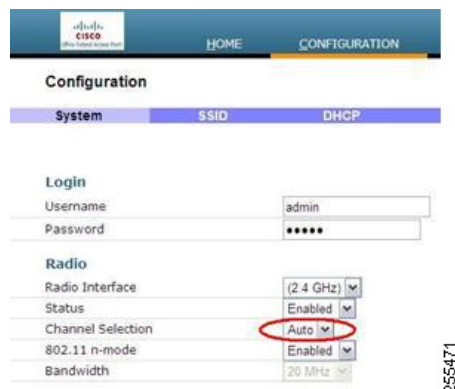 CISCO
HOME CONFIGURATION
Configuration
System SSID DHCP
Login
Username admin
Password •••••
Radio
Radio Interface (2.4 GHz)
Status Enabled
Channel Selection Auto
802.11 n-mode Enabled
Bandwidth 20 MHz
255471